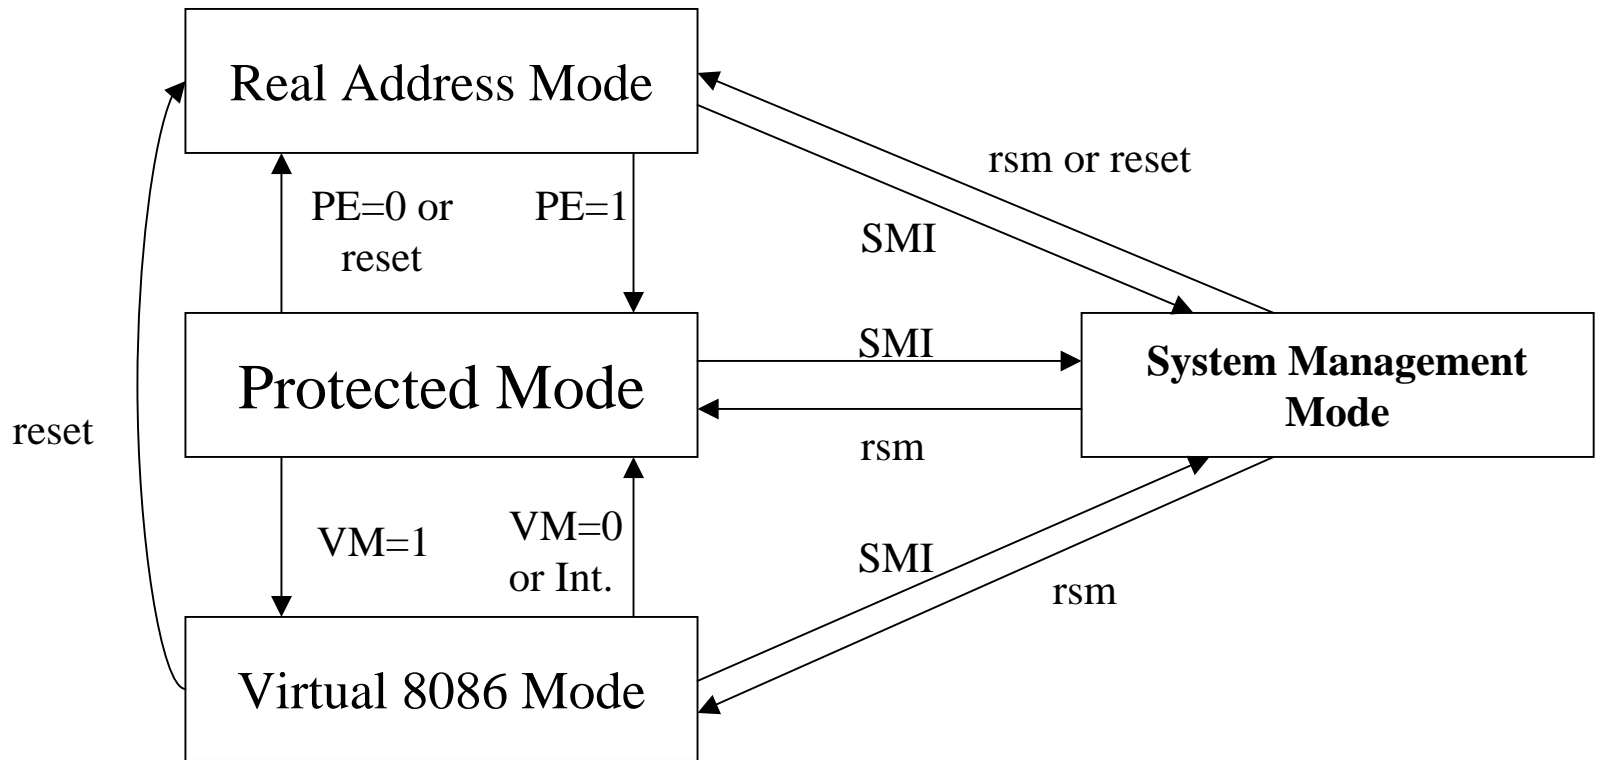 Real Address Mode
rsm or reset
PE=0 or
reset
PE=1
SMI
SMI
System Management
Mode
Protected Mode
reset
rsm
VM=1
VM=0
or Int.
SMI
rsm
Virtual 8086 Mode